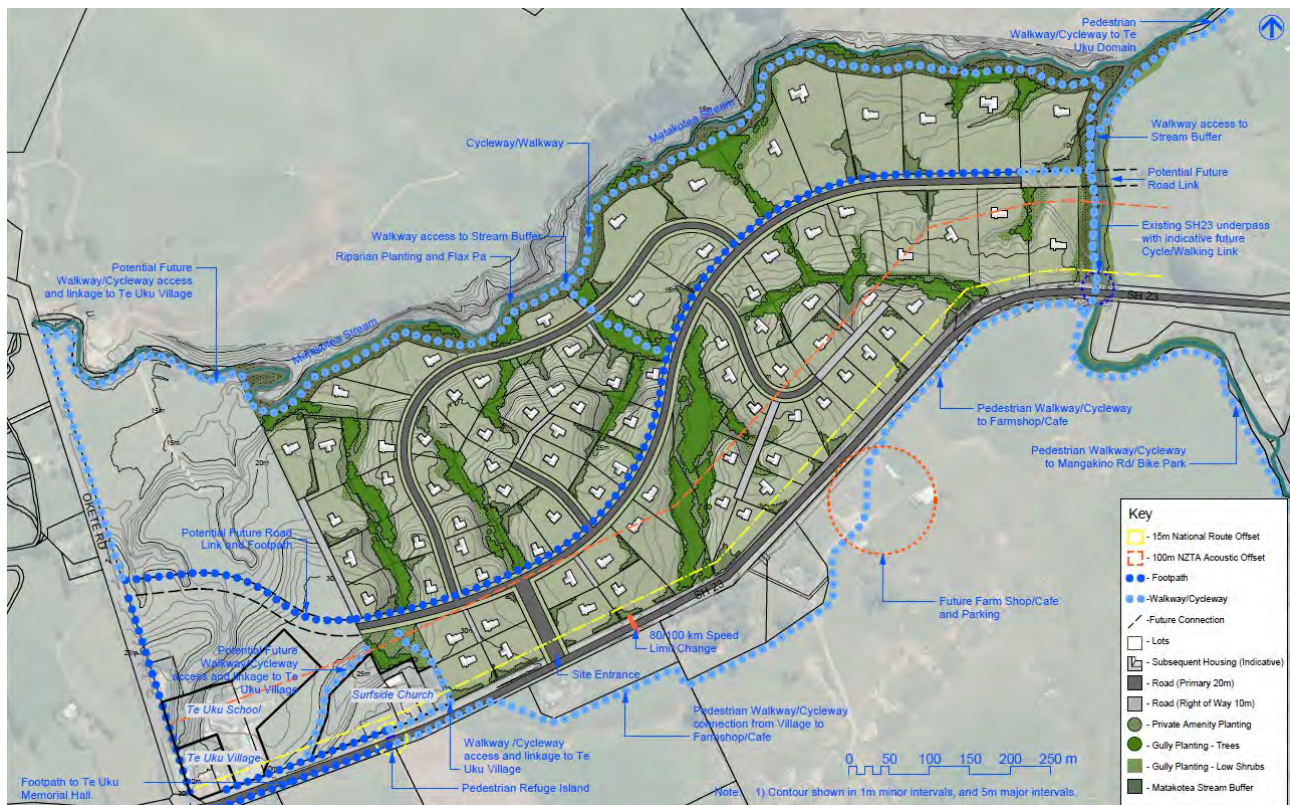 Pedestrian
Walkway/Cycleway to Te
Uku Domain
Matakotea Stream
Cycleway/Walkway
Walkway access to
Stream Buffer
Potential Future
Road Link
Walkway access to Stream Buffer
Riparian Planting and Flax Pa
Existing SH23 underpass
with indicative future
Cycle/Walking Link
Potential Future
Walkway/Cycleway access
and linkage to Te Uku Village
SH 23
Matakotea Stream
15m
15m
20m
20m
Pedestrian Walkway/Cycleway
to Farmshop/Cafe
Pedestrian Walkway/Cycleway
to Mangakino Rd/ Bike Park
OKETE RD
Potential Future Road
Link and Footpath
SH 23
Future Farm Shop/Cafe
and Parking
80/100 km Speed
Limit Change
Potential Future
Walkway/Cycleway
access and linkage to Te
Uku Village
25m
30m
Surfside Church
Site Entrance
Te Uku School
Te Uku Village
Pedestrian Walkway/Cycleway
connection from Village to
Farmshop/Cafe
Walkway /Cycleway
access and linkage to Te
Uku Village
Footpath to Te Uku
Memorial Hall.
Pedestrian Refuge Island
0 50 100 150 200 250 m
Note: 1) Contour shown in 1m minor intervals, and 5m major intervals.
Key
- 15m National Route Offset
- 100m NZTA Acoustic Offset
- Footpath
-Walkway/Cycleway
-Future Connection
- Lots
- Subsequent Housing (Indicative)
- Road (Primary 20m)
- Road (Right of Way 10m)
- Private Amenity Planting
- Gully Planting - Trees
- Gully Planting - Low Shrubs
- Matakotea Stream Buffer